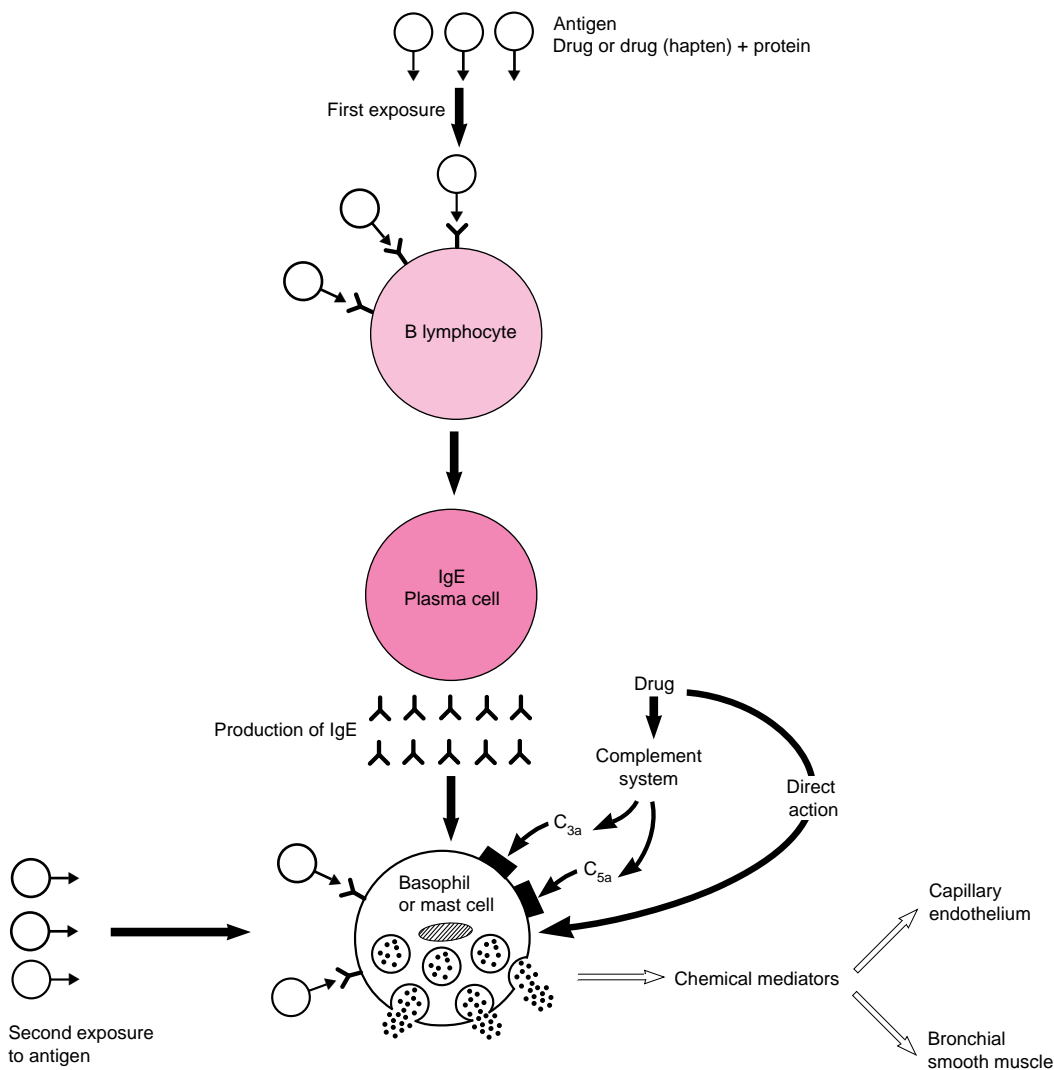 Antigen
Drug or drug (hapten) + protein
First exposure
B lymphocyte
IgE
Plasma cell
Production of IgE
Drug
Complement
system
Direct
action
C3a
C5a
Basophil
or mast cell
Capillary
endothelium
Chemical mediators
Second exposure
to antigen
Bronchial
smooth muscle